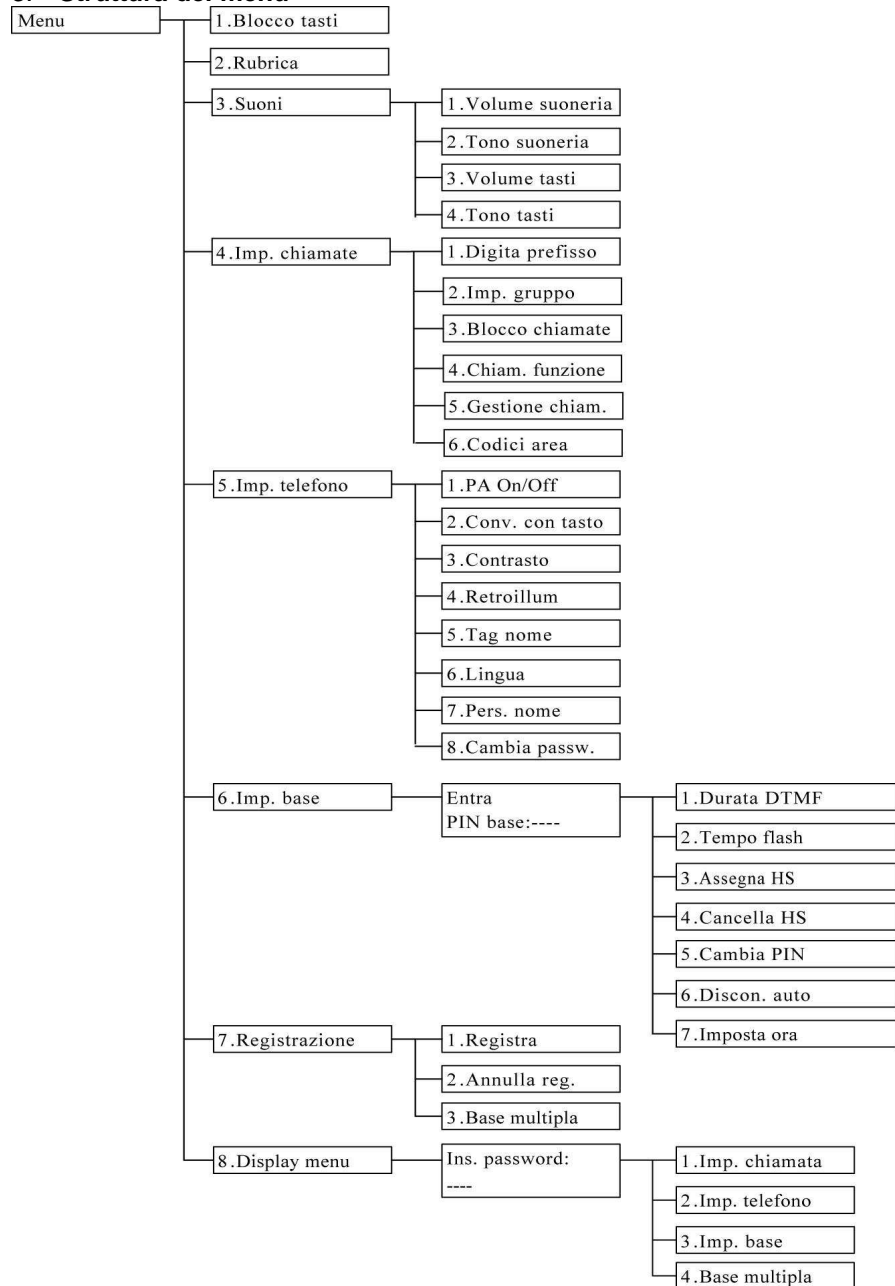 Struttura del menu
Menu
1.Blocco tasti
2.Rubrica
3.Suoni
1.Volume suoneria
2.Tono suoneria
3.Volume tasti
4.Tono tasti
4.Imp. chiamate
1.Digita prefisso
2.Imp. gruppo
3.Blocco chiamate
4.Chiam. funzione
5.Gestione chiam.
6.Codici area
5.Imp. telefono
1.PA On/Off
2.Conv. con tasto
3.Contrasto
4.Retroillum
5.Tag nome
6.Lingua
7.Pers. nome
8.Cambia passw.
6.Imp. base
Entra
PIN base:----
1.Durata DTMF
2.Tempo flash
3.Assegna HS
4.Cancella HS
5.Cambia PIN
6.Discon. auto
7.Imposta ora
7.Registrazione
1.Registra
2.Annulla reg.
3.Base multipla
8.Display menu
Ins. password:
----
1.Imp. chiamata
2.Imp. telefono
3.Imp. base
4.Base multipla